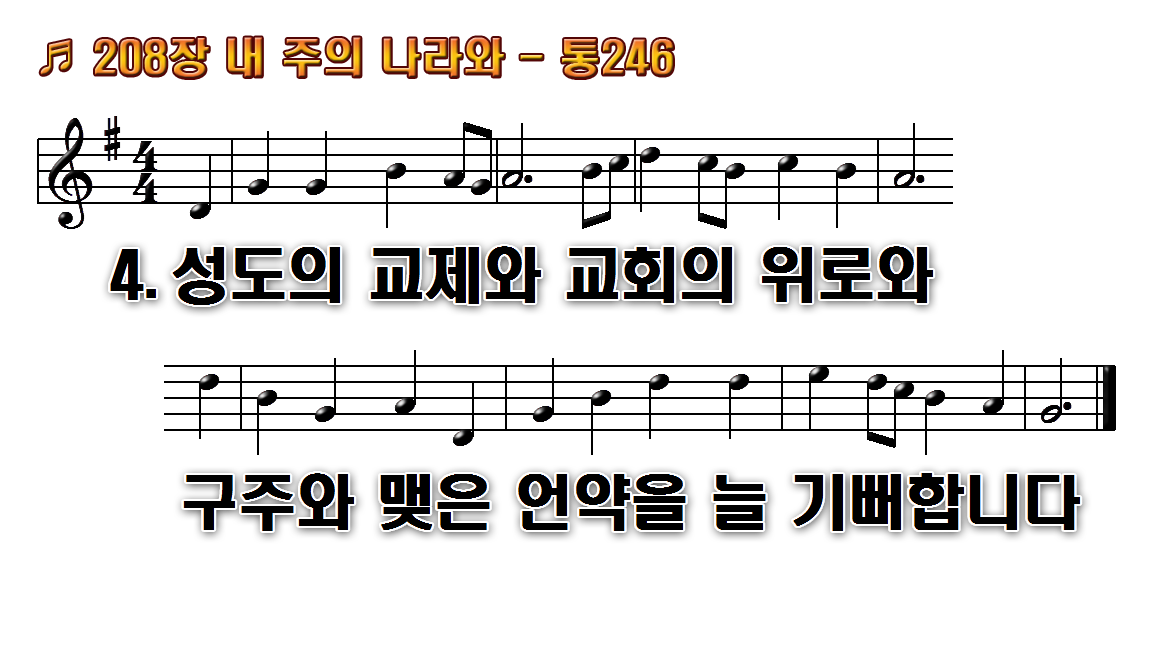 ♬ 208장 내 주의 나라와 - 통246
4. 성도의 교제와 교회의 위로와
구주와 맺은 언약을 늘 기뻐합니다